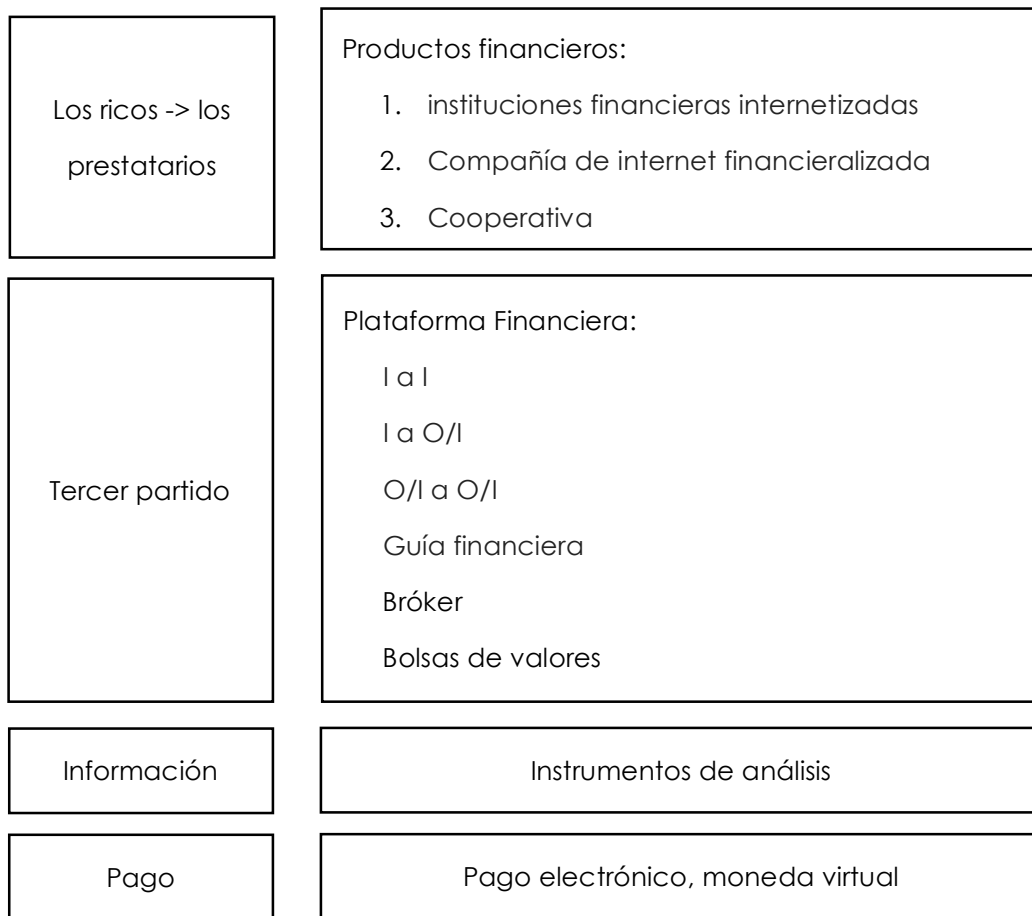 Los ricos -> los
prestatarios
Productos financieros:
1. instituciones financieras internetizadas
2. Compañía de internet financieralizada
3. Cooperativa
Tercer partido
Plataforma Financiera:
I a I
I a O/I
O/I a O/I
Guía financiera
Bróker
Bolsas de valores
Información
Instrumentos de análisis
Pago
Pago electrónico, moneda virtual